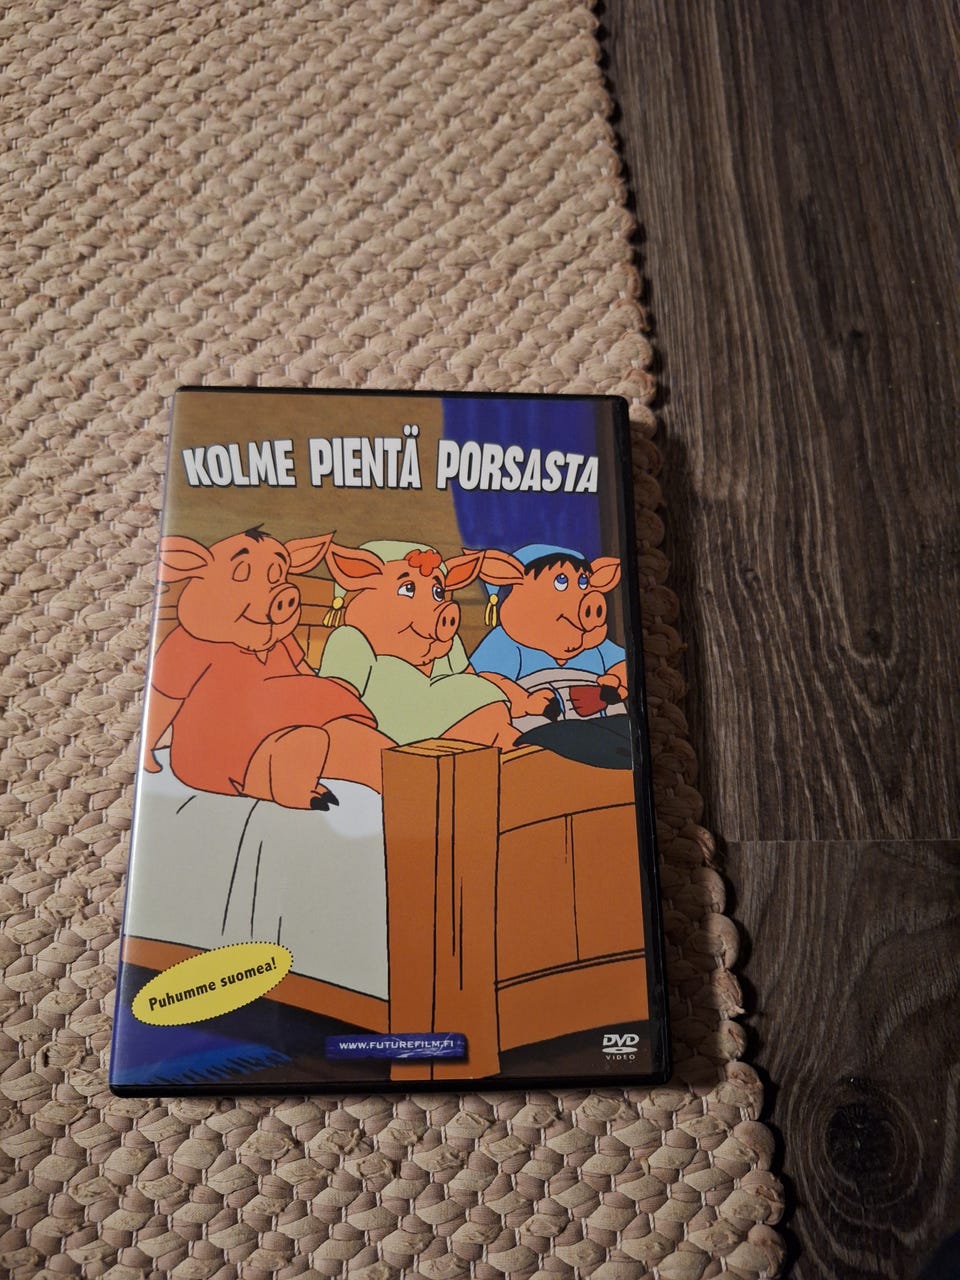 KOLME PIENTÄ PORSASTA
Puhumme suomea!
WWW.FUTUREFILM.FI
DVD
VIDEO